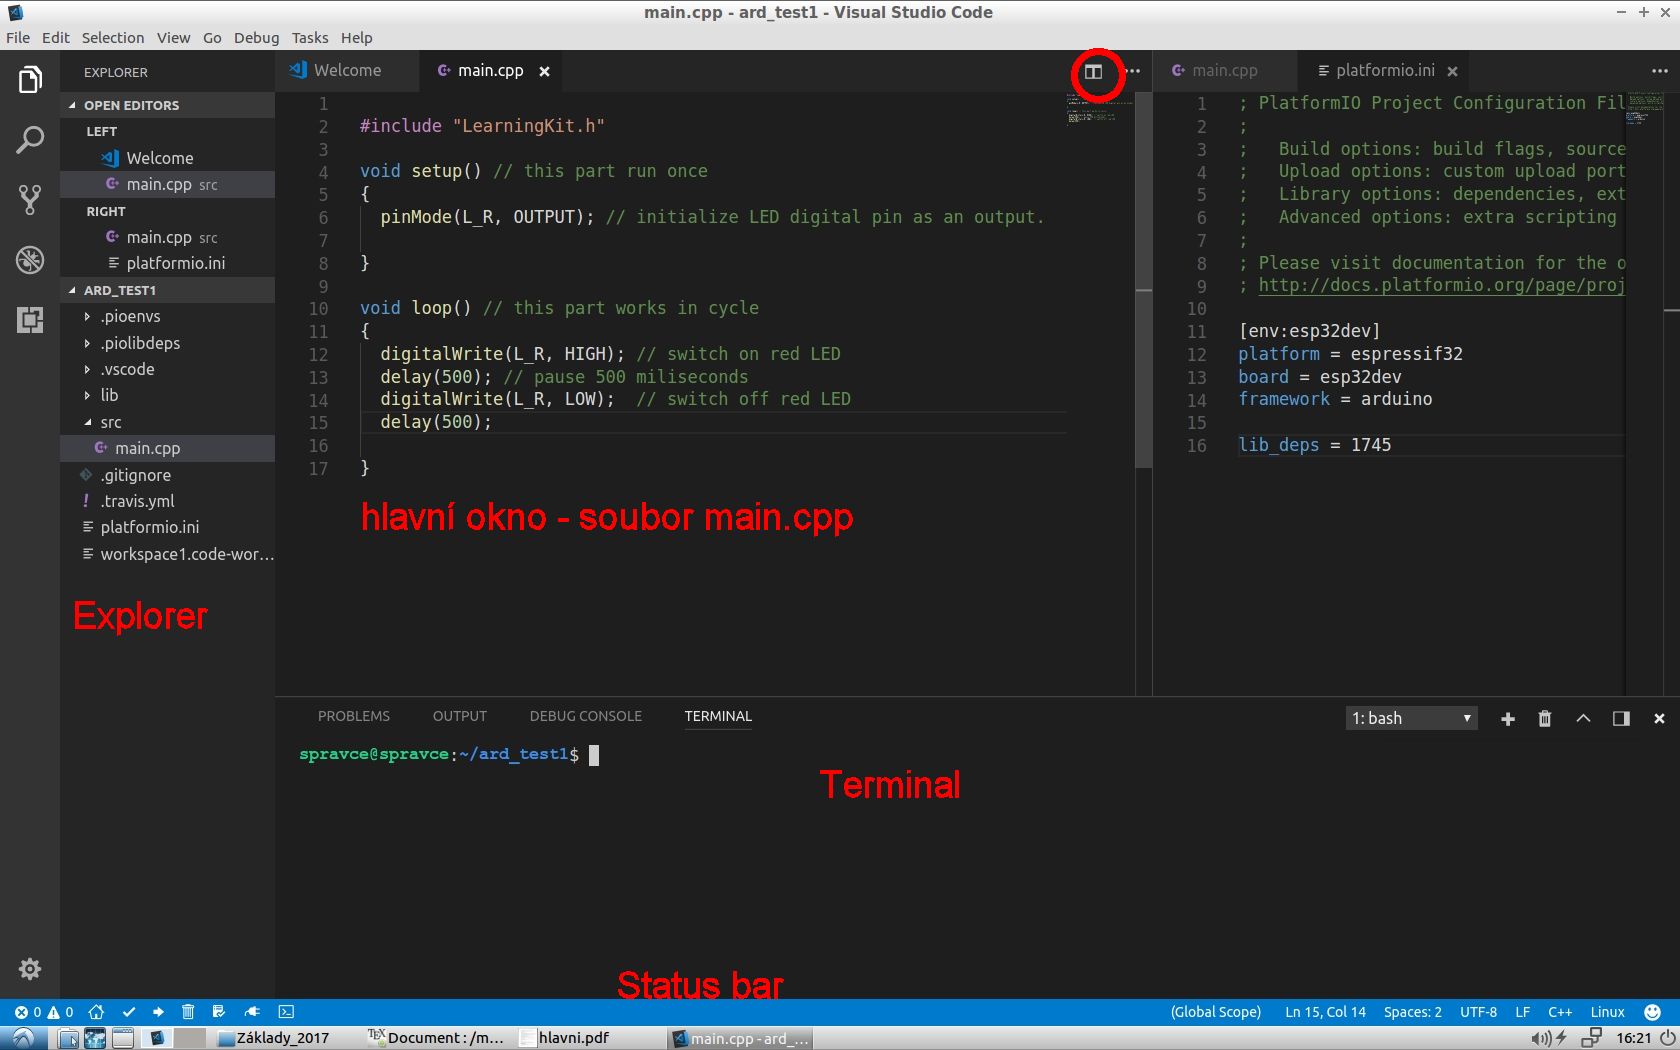 main.cpp - ard_test1 - Visual Studio Code
File Edit Selection View Go Debug Tasks Help
EXPLORER
OPEN EDITORS
LEFT
Welcome
main.cpp src
RIGHT
main.cpp src
platformio.ini
ARD_TEST1
.pioenvs
.piolibdeps
.vscode
lib
src
main.cpp
.gitignore
.travis.yml
platformio.ini
workspace1.code-wor...
Explorer
Welcome main.cpp
1
2 #include "LearningKit.h"
3
4 void setup() // this part run once
5 {
6 pinMode(L_R, OUTPUT); // initialize LED digital pin as an output.
7
8 }
9
10 void loop() // this part works in cycle
11 {
12 digitalWrite(L_R, HIGH); // switch on red LED
13 delay(500); // pause 500 miliseconds
14 digitalWrite(L_R, LOW); // switch off red LED
15 delay(500);
16
17 }
hlavní okno - soubor main.cpp
main.cpp platformio.ini
1 ; PlatformIO Project Configuration Fil
2 ;
3 ; Build options: build flags, source
4 ; Upload options: custom upload port
5 ; Library options: dependencies, ext
6 ; Advanced options: extra scripting
7 ;
8 ; Please visit documentation for the o
9 ; http://docs.platformio.org/page/proj
10
11 [env:esp32dev]
12 platform = espressif32
13 board = esp32dev
14 framework = arduino
15
16 lib_deps = 1745
PROBLEMS OUTPUT DEBUG CONSOLE TERMINAL 1: bash
spravce@spravce:~/ard_test1$
Terminal
Status bar
0 0 (Global Scope) Ln 15, Col 14 Spaces: 2 UTF-8 LF C++ Linux
Základy_2017 TEX Document : /m... hlavni.pdf main.cpp - ard_... 16:21